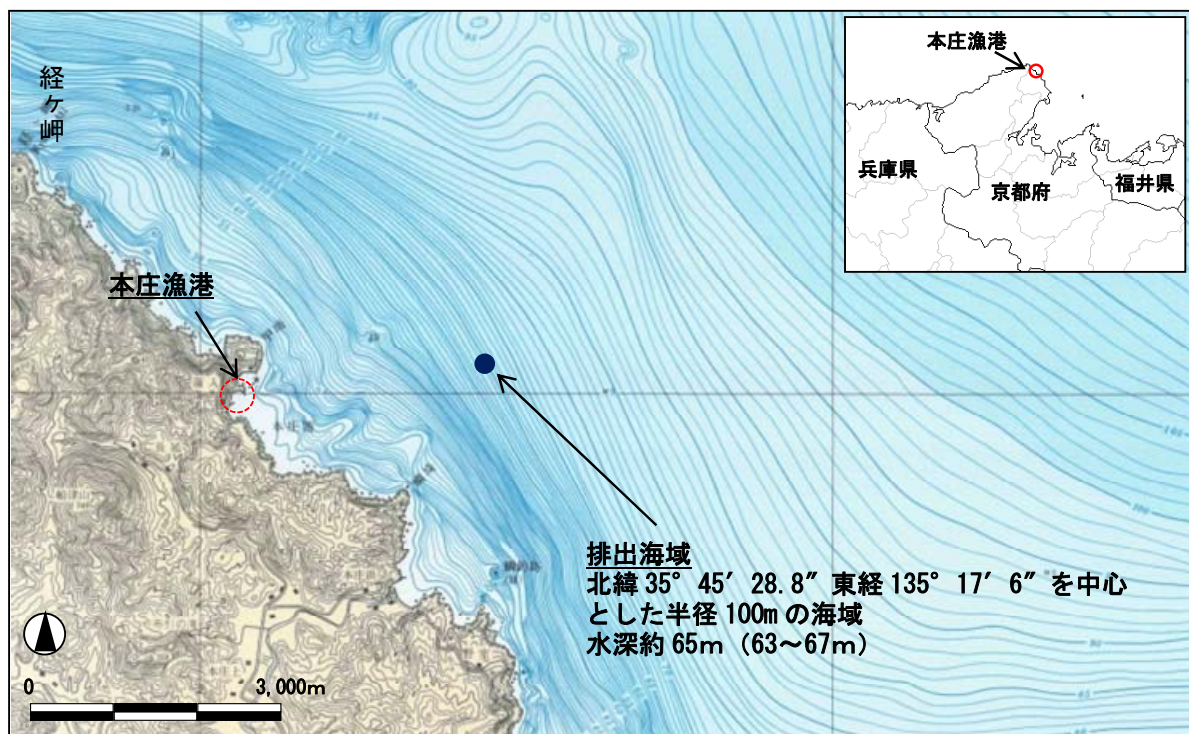 経ヶ岬
本庄漁港
本庄漁港
兵庫県
京都府
福井県
排出海域
北緯 35° 45′ 28.8″ 東経 135° 17′ 6″ を中心
とした半径 100m の海域
水深約 65m（63～67m）
0
3,000m